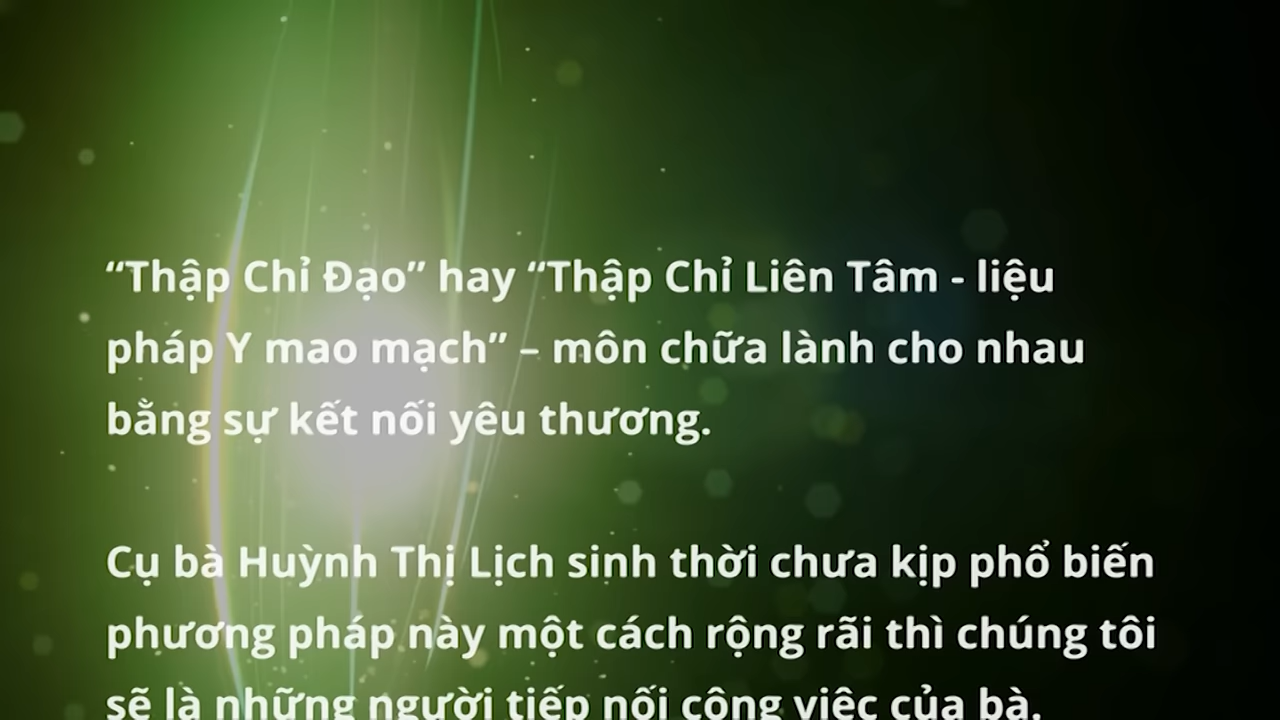 “Thập Chỉ Đạo” hay “Thập Chỉ Liên Tâm - liệu
pháp Y mao mạch” – môn chữa lành cho nhau
bằng sự kết nối yêu thương.
Cụ bà Huỳnh Thị Lịch sinh thời chưa kịp phổ biến
phương pháp này một cách rộng rãi thì chúng tôi
sẽ là những người tiếp nối công việc của bà.